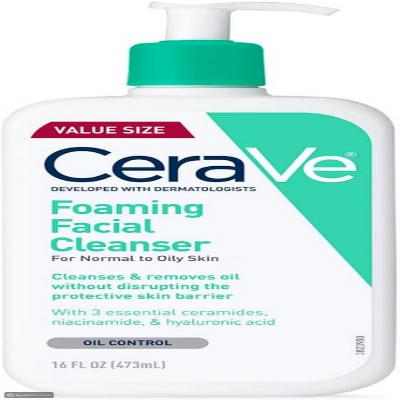 VALUE SIZE
CeraVe®
DEVELOPED WITH DERMATOLOGISTS
Foaming
Facial
Cleanser
For Normal to Oily Skin
Cleanses & removes oil
without disrupting the
protective skin barrier
With 3 essential ceramides,
niacinamide, & hyaluronic acid
OIL CONTROL
16 FL OZ (473mL)